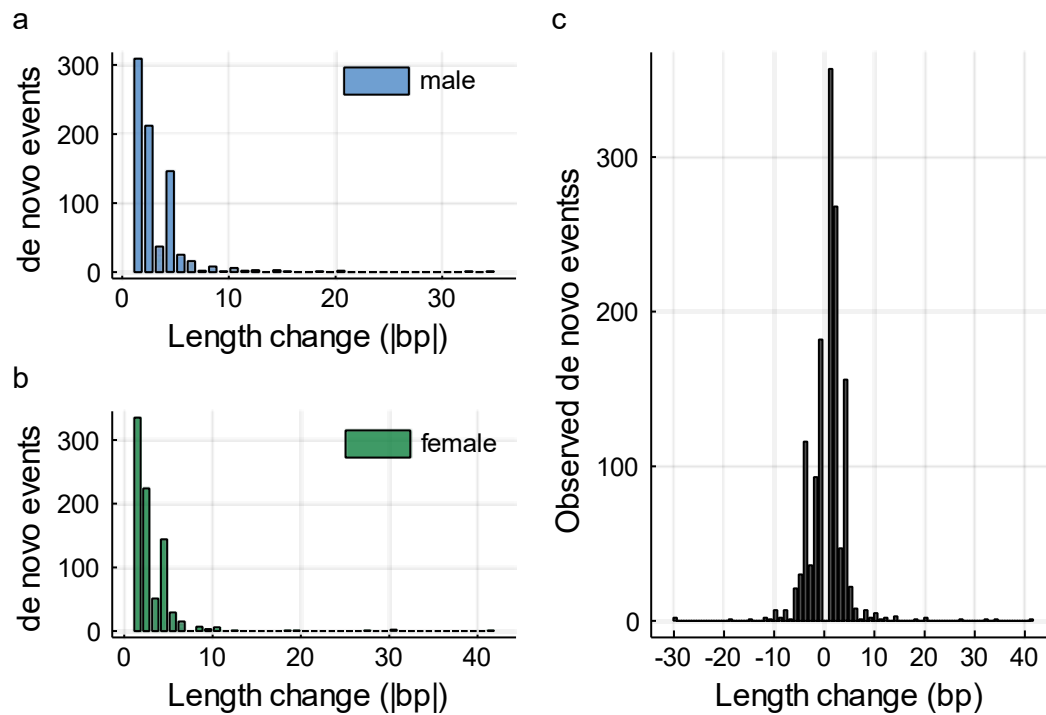 a
300
200
100
0
de novo events
male
0 10 20 30
Length change (|bp|)
b
300
200
100
0
de novo events
female
0 10 20 30 40
Length change (|bp|)
c
300
200
100
0
Observed de novo eventss
-30 -20 -10 0 10 20 30 40
Length change (bp)